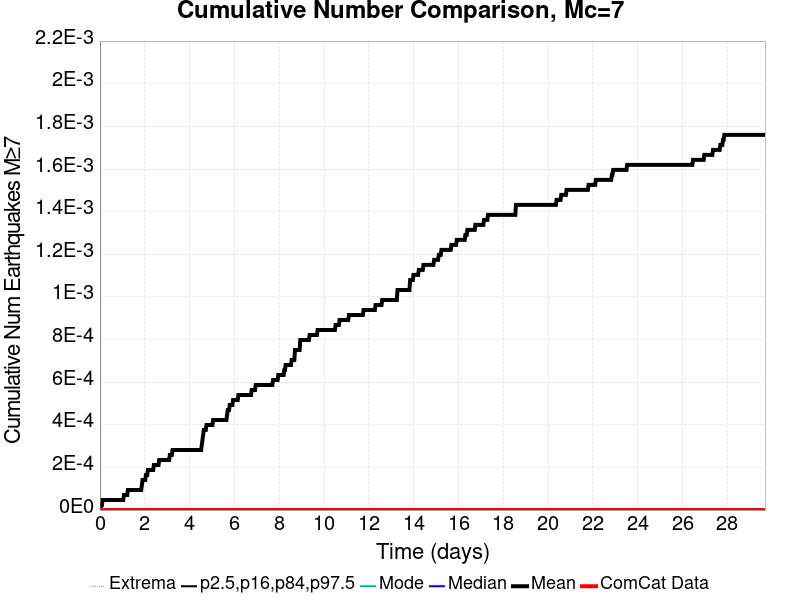 Cumulative Number Comparison, Mc=7
Cumulative Num Earthquakes M≥7
2.2E-3
2E-3
1.8E-3
1.6E-3
1.4E-3
1.2E-3
1E-3
8E-4
6E-4
4E-4
2E-4
0E0
0 2 4 6 8 10 12 14 16 18 20 22 24 26 28
Time (days)
Extrema p2.5,p16,p84,p97.5 Mode Median Mean ComCat Data